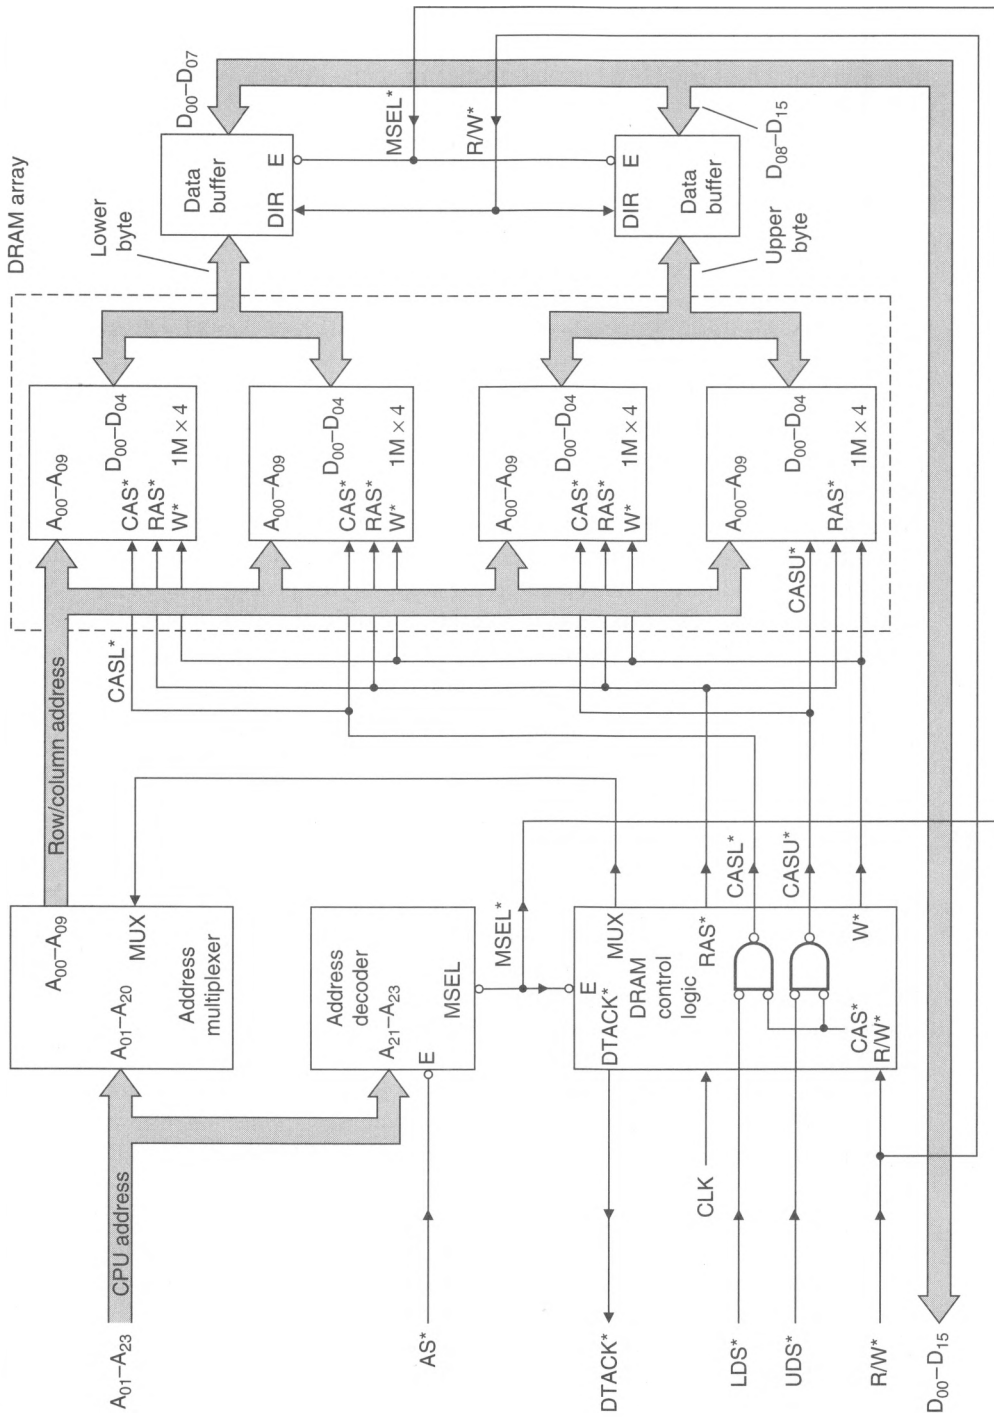 DRAM array
D00–D07
MSEL*
R/W*
D08–D15
Data
buffer
E
DIR
E
DIR
Data
buffer
Lower
byte
Upper
byte
A00–A09
D00–D04
CAS*
RAS*
W*
1M × 4
A00–A09
D00–D04
CAS*
RAS*
W*
1M × 4
A00–A09
D00–D04
CAS*
RAS*
W*
1M × 4
A00–A09
D00–D04
RAS*
1M × 4
CASU*
CASL*
Row/column address
A00–A09
MUX
A01–A20
Address
multiplexer
Address
decoder
A21–A23
E
MSEL
MSEL*
E
MUX
DTACK*
DRAM
control
logic
RAS*
CASL*
CASU*
W*
CAS*
R/W*
CPU address
A01–A23
AS*
DTACK*
CLK
LDS*
UDS*
R/W*
D00–D15